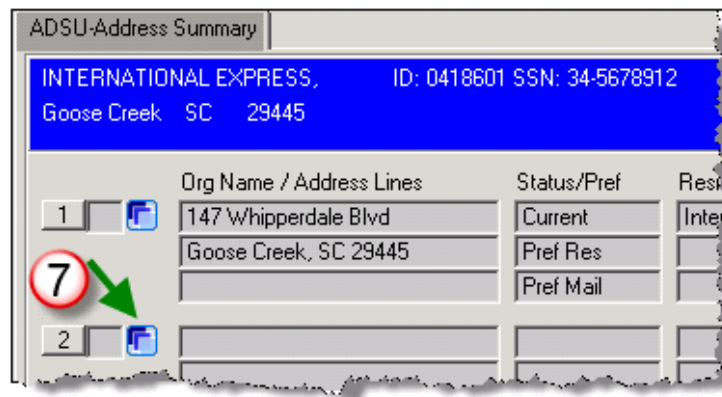 ADSU-Address Summary
INTERNATIONAL EXPRESS, ID: 0418601 SSN: 34-5678912
Goose Creek SC 29445
Org Name / Address Lines Status/Pref
1 147 Whipperdale Blvd Current
Goose Creek, SC 29445 Pref Res
7 Pref Mail
2